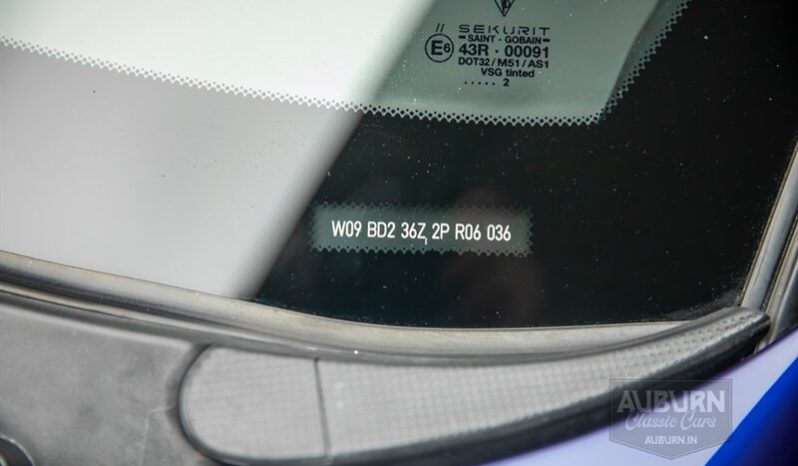 SEKURIT
SAINT - GOBAIN
// E6 43R - 00091
DOT32/M51/AS1
VSG tinted
..... 2
W09 BD2 36Z, 2P R06 036
AUBURN
Classic Cars
AUBURN.IN